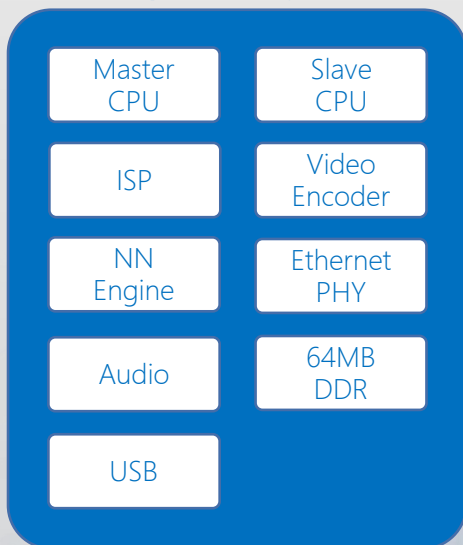 Master
CPU
Slave
CPU
ISP
Video
Encoder
NN
Engine
Ethernet
PHY
Audio
64MB
DDR
USB